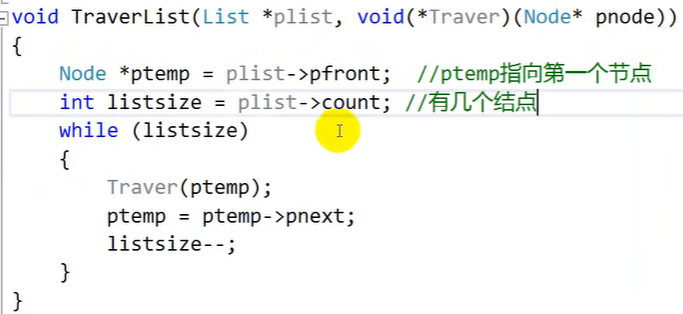 void TraverList(List *plist, void(*Traver)(Node* pnode))
{
    Node *ptemp = plist->pfront;  //ptemp指向第一个节点
    int listsize = plist->count; //有几个结点
    while (listsize)
    {
        Traver(ptemp);
        ptemp = ptemp->pnext;
        listsize--;
    }
}